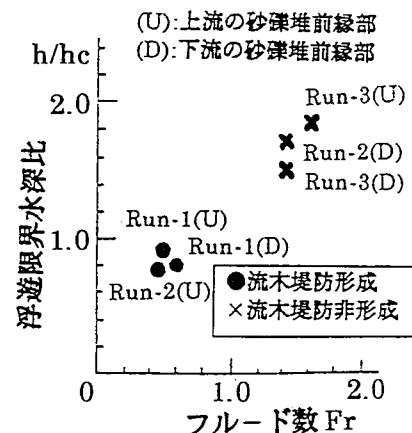 (U):上流の砂礫堆前縁部
(D):下流の砂礫堆前縁部
h/hc
浮遊限界水深比
2.0
1.0
0
Run-3(U)
Run-2(D)
Run-3(D)
Run-1(U)
Run-1(D)
Run-2(U)
●流木堤防形成
×流木堤防非形成
1.0
2.0
フルード数 Fr